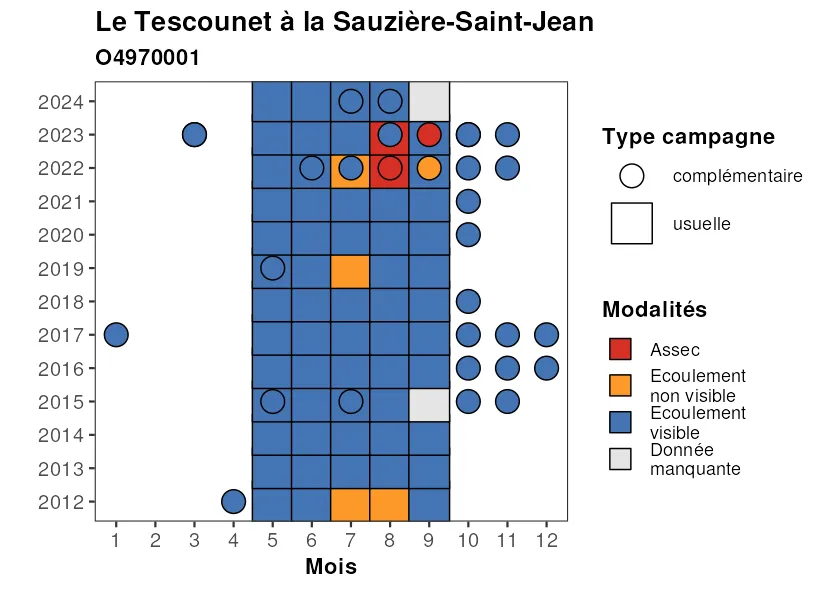 Le Tescounet à la Sauzière-Saint-Jean
O4970001
2024
2023
2022
2021
2020
2019
2018
2017
2016
2015
2014
2013
2012
1 2 3 4 5 6 7 8 9 10 11 12
Mois
Type campagne
complémentaire
usuelle
Modalités
Assec
Ecoulement
non visible
Ecoulement
visible
Donnée
manquante